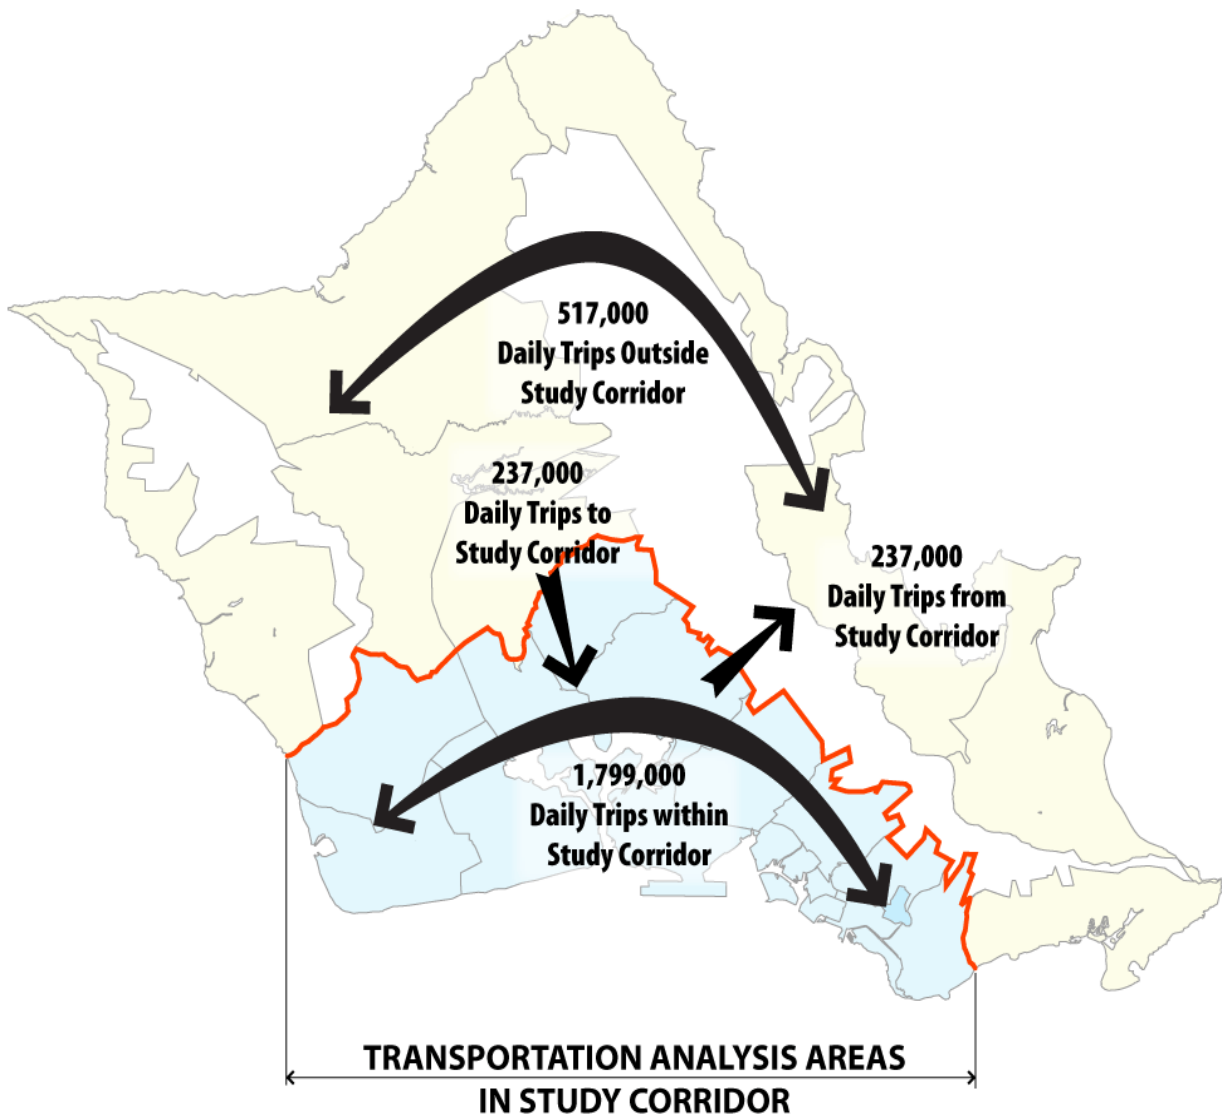 517,000
Daily Trips Outside
Study Corridor
237,000
Daily Trips to
Study Corridor
237,000
Daily Trips from
Study Corridor
1,799,000
Daily Trips within
Study Corridor
TRANSPORTATION ANALYSIS AREAS
IN STUDY CORRIDOR